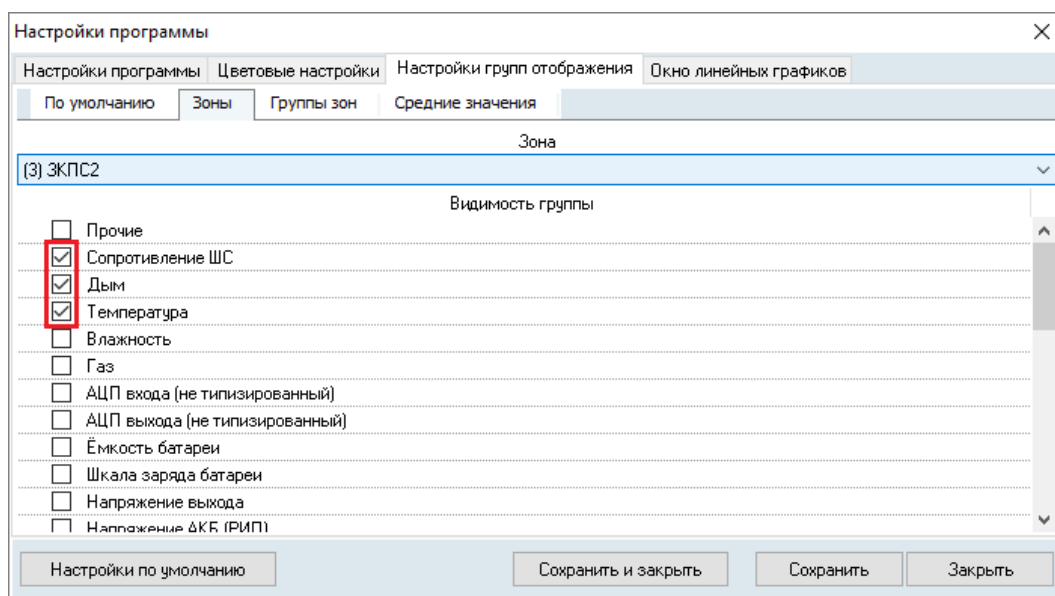 Настройки программы
Настройки программы Цветовые настройки Настройки групп отображения Окно линейных графиков
По умолчанию Зоны Группы зон Средние значения
Зона
(3) ЗКПС2
Видимость группы
Прочие
Сопротивление ШС
Дым
Температура
Влажность
Газ
АЦП входа (не типизированный)
АЦП выхода (не типизированный)
Ёмкость батареи
Шкала заряда батареи
Напряжение выхода
Напряжение АКБ (РИП)
Настройки по умолчанию Сохранить и закрыть Сохранить Закрыть